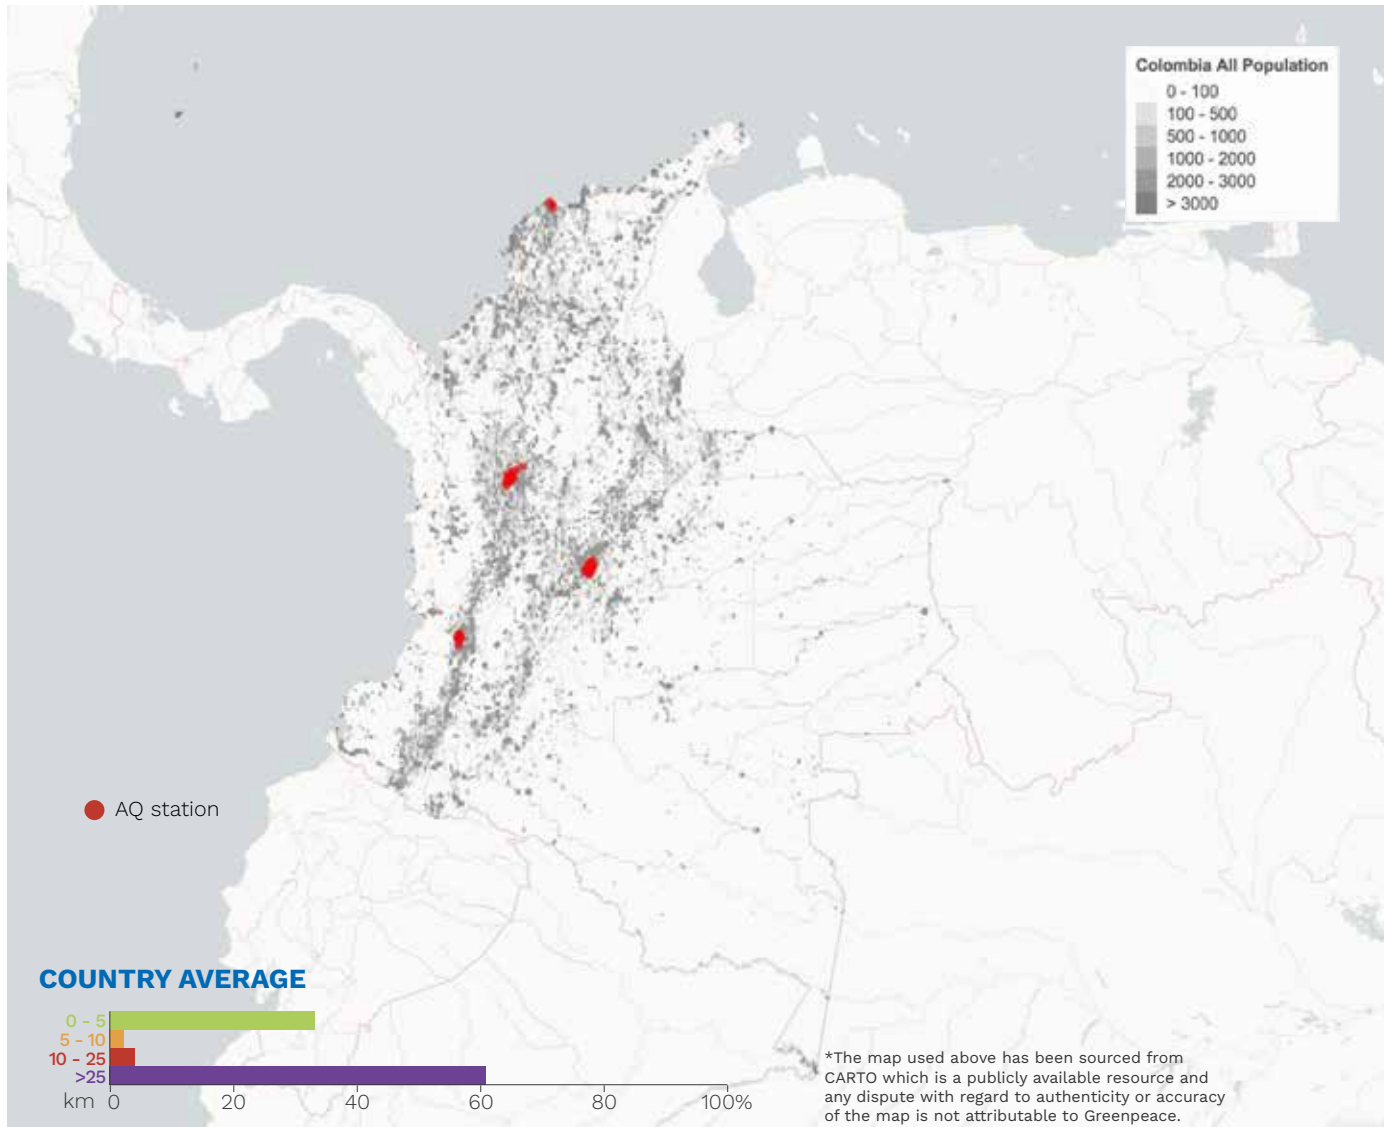 Colombia All Population
0 - 100
100 - 500
500 - 1000
1000 - 2000
2000 - 3000
> 3000
AQ station
COUNTRY AVERAGE
0 - 5
5 - 10
10 - 25
>25
km 0 20 40 60 80 100%
*The map used above has been sourced from
CARTO which is a publicly available resource and
any dispute with regard to authenticity or accuracy
of the map is not attributable to Greenpeace.